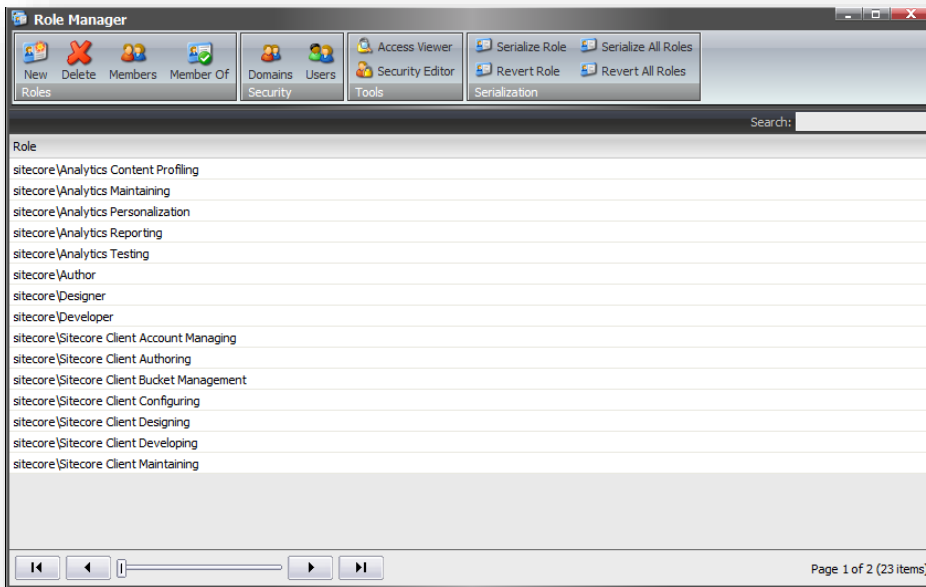 Role Manager
New Delete Members Member Of
Roles
Domains Users
Security
Access Viewer
Security Editor
Tools
Serialize Role Serialize All Roles
Revert Role Revert All Roles
Serialization
Search:
Role
sitecore\Analytics Content Profiling
sitecore\Analytics Maintaining
sitecore\Analytics Personalization
sitecore\Analytics Reporting
sitecore\Analytics Testing
sitecore\Author
sitecore\Designer
sitecore\Developer
sitecore\Sitecore Client Account Managing
sitecore\Sitecore Client Authoring
sitecore\Sitecore Client Bucket Management
sitecore\Sitecore Client Configuring
sitecore\Sitecore Client Designing
sitecore\Sitecore Client Developing
sitecore\Sitecore Client Maintaining
Page 1 of 2 (23 items)